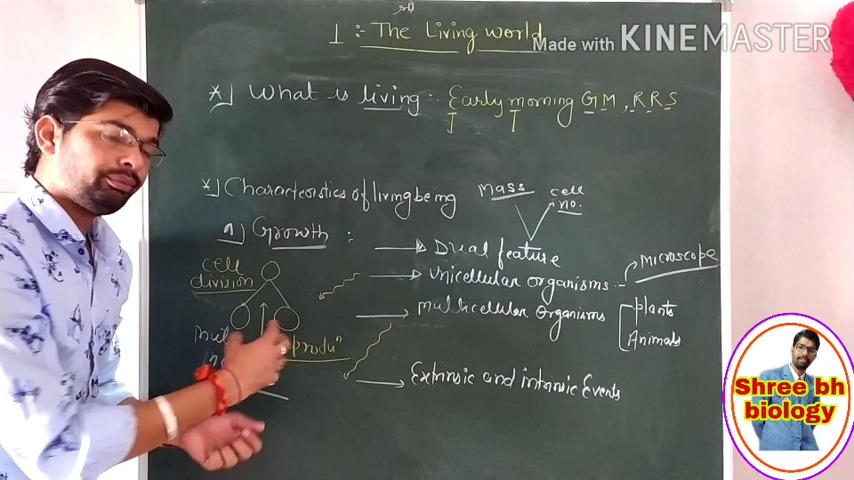 1 :- The Living world
Made with KINEMASTER
*] What is living :- Early morning GM, RRS
*] Characteristics of living being
Mass
cell
no.
a] Growth :
Dual feature
cell
division
Unicellular organisms -
Microscope
Multicellular Organisms
Plants
Animals
Extrinsic and intrinsic Events
Shree bh
biology